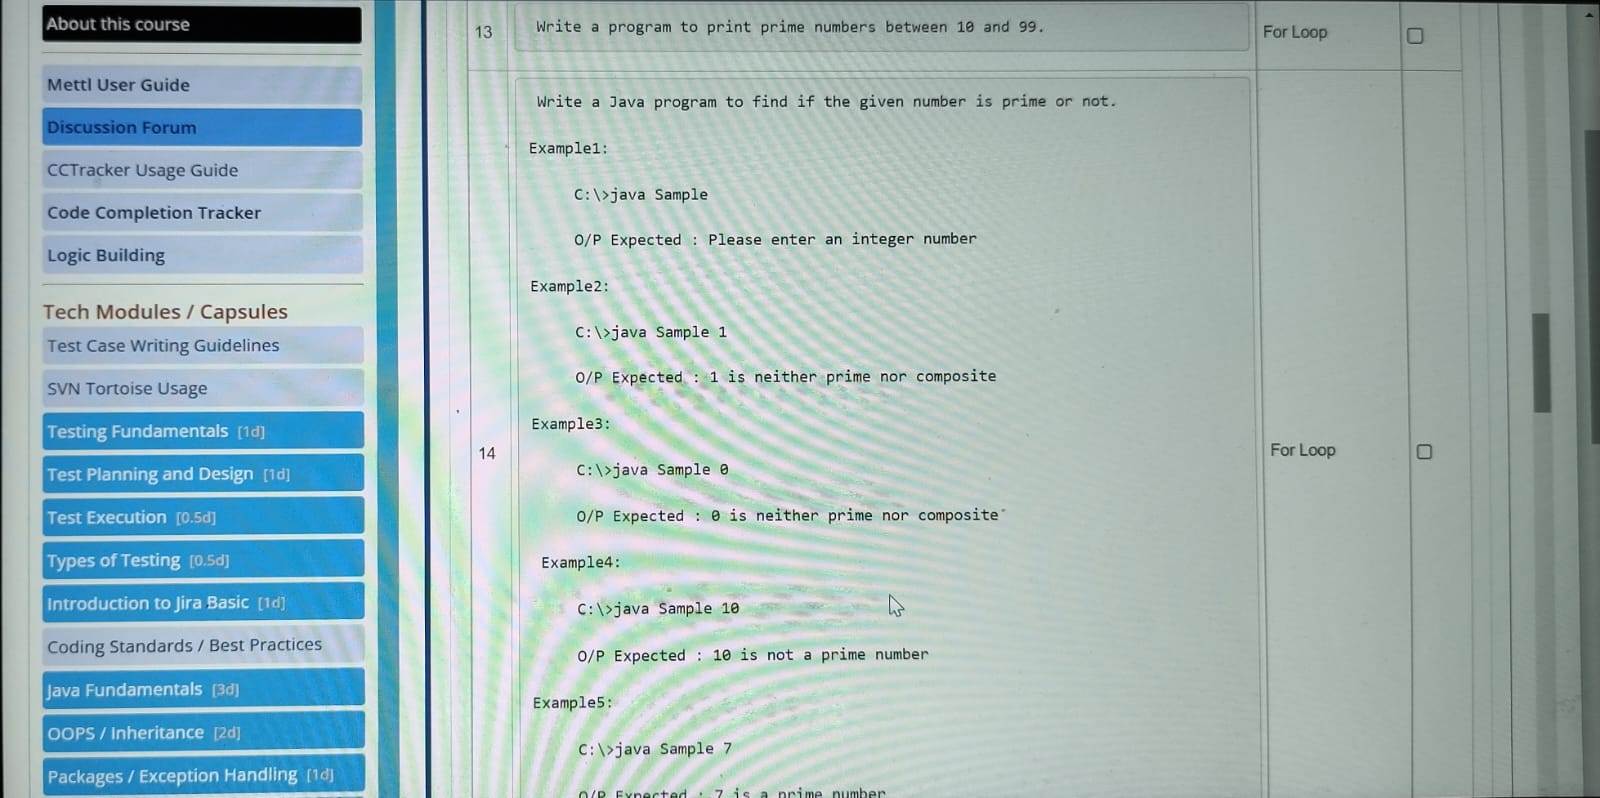 About this course
Mettl User Guide
Discussion Forum
CCTracker Usage Guide
Code Completion Tracker
Logic Building
Tech Modules / Capsules
Test Case Writing Guidelines
SVN Tortoise Usage
Testing Fundamentals [1d]
Test Planning and Design [1d]
Test Execution [0.5d]
Types of Testing [0.5d]
Introduction to Jira Basic [1d]
Coding Standards / Best Practices
Java Fundamentals [3d]
OOPS / Inheritance [2d]
Packages / Exception Handling [1d]
13
Write a program to print prime numbers between 10 and 99.
For Loop
14
Write a Java program to find if the given number is prime or not.
Example1:
C:\>java Sample
O/P Expected : Please enter an integer number
Example2:
C:\>java Sample 1
O/P Expected : 1 is neither prime nor composite
Example3:
C:\>java Sample 0
O/P Expected : 0 is neither prime nor composite
Example4:
C:\>java Sample 10
O/P Expected : 10 is not a prime number
Example5:
C:\>java Sample 7
O/P Expected : 7 is a prime number
For Loop